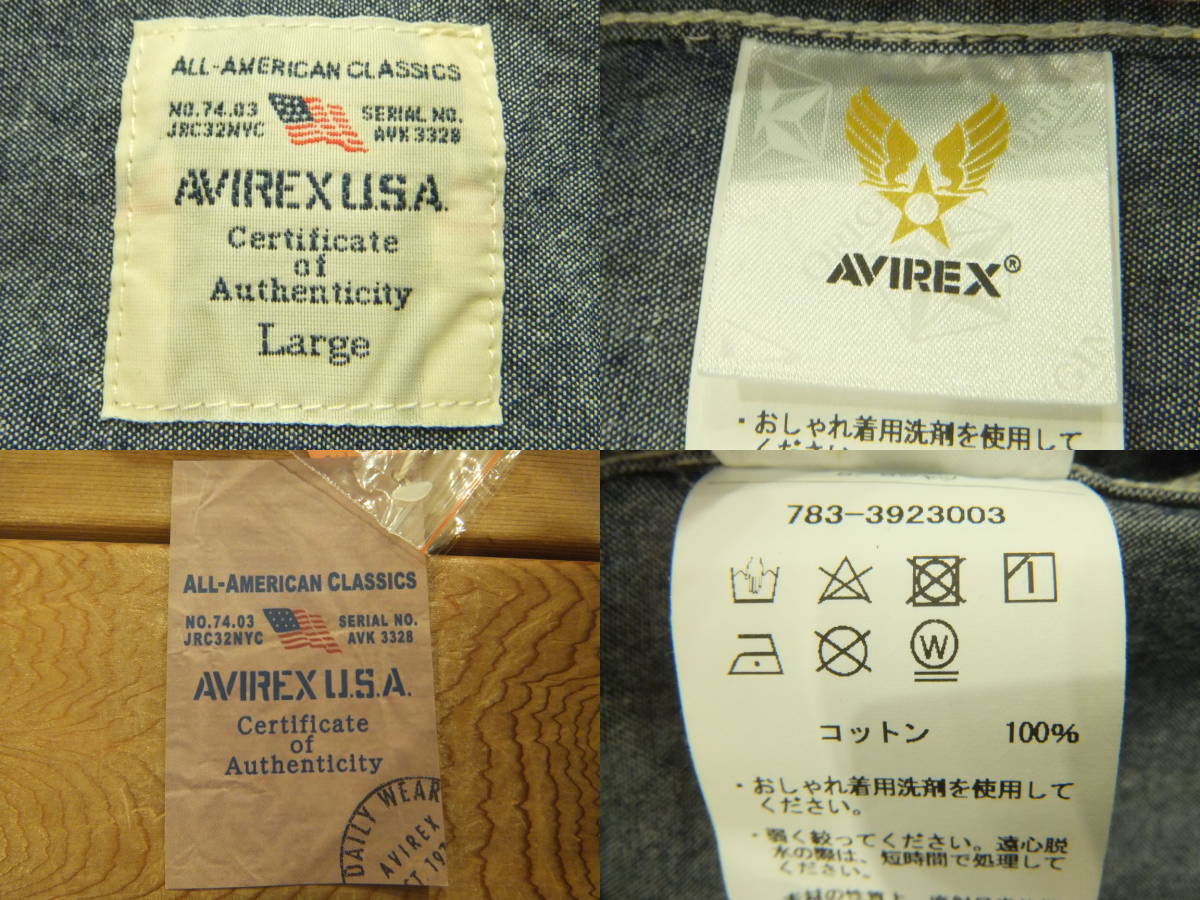 ALL-AMERICAN CLASSICS
NO.74.03
JRC32NYC
SERIAL NO.
AVK 3328
AVIREX U.S.A.
Certificate
of
Authenticity
Large
AVIREX®
・おしゃれ着用洗剤を使用して
ください。
ALL-AMERICAN CLASSICS
NO.74.03
JRC32NYC
SERIAL NO.
AVK 3328
AVIREX U.S.A.
Certificate
of
Authenticity
DAILY WEAR
AVIREX
783-3923003
W
コットン 100%
・おしゃれ着用洗剤を使用して
ください。
・弱く絞ってください。遠心脱
水の際は、短時間で処理して
ください。